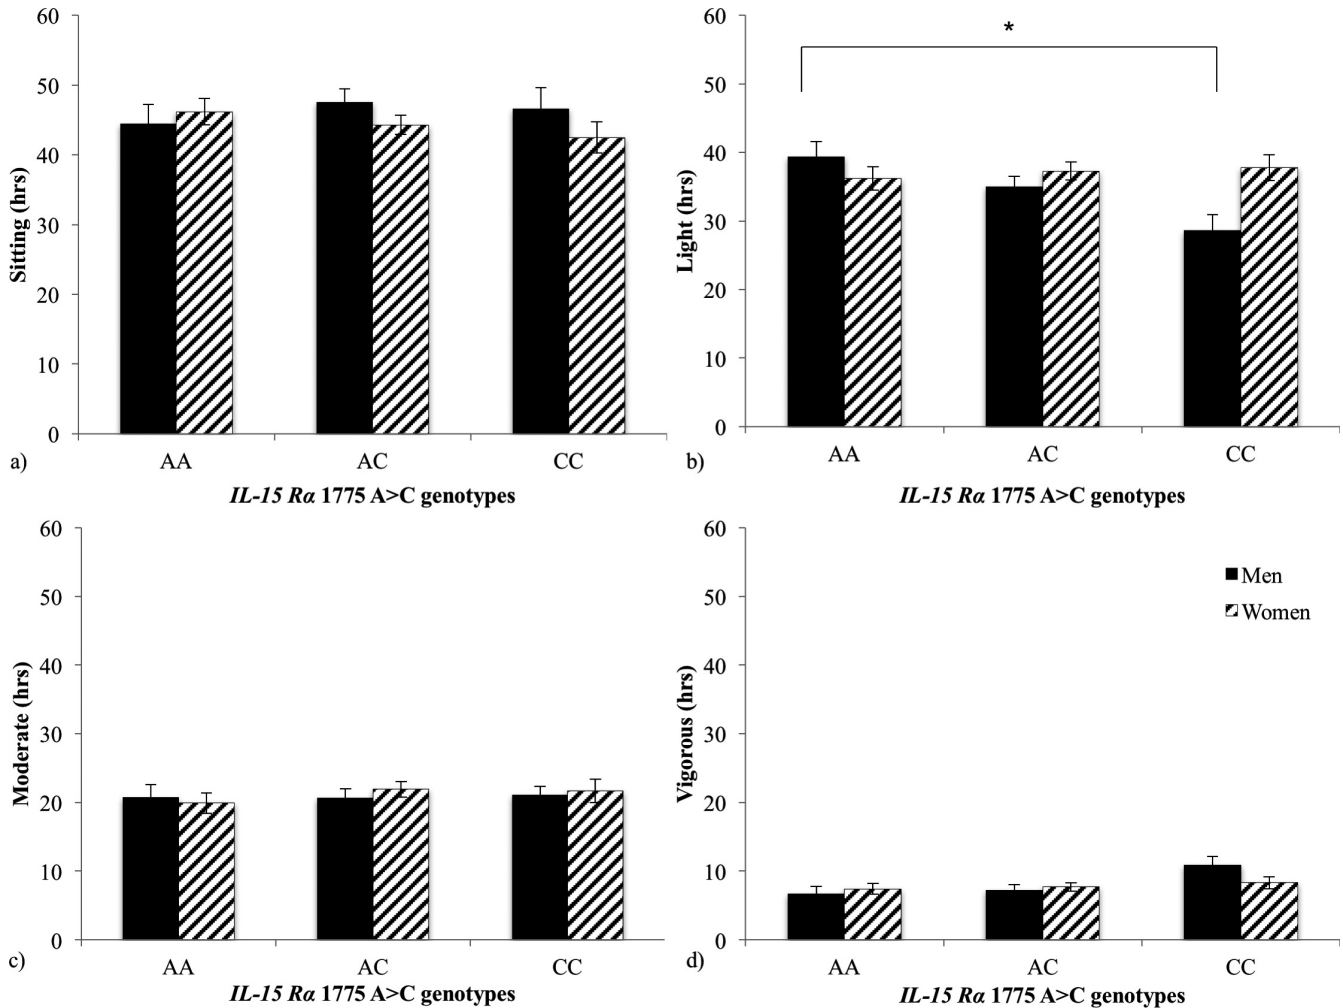 60
50
40
30
20
10
0
Sitting (hrs)
AA AC CC
a)
IL-15 Rα 1775 A>C genotypes
*
60
50
40
30
20
10
0
Light (hrs)
AA AC CC
b)
IL-15 Rα 1775 A>C genotypes
60
50
40
30
20
10
0
Moderate (hrs)
AA AC CC
c)
IL-15 Rα 1775 A>C genotypes
60
50
40
30
20
10
0
Vigorous (hrs)
Men
Women
AA AC CC
d)
IL-15 Rα 1775 A>C genotypes